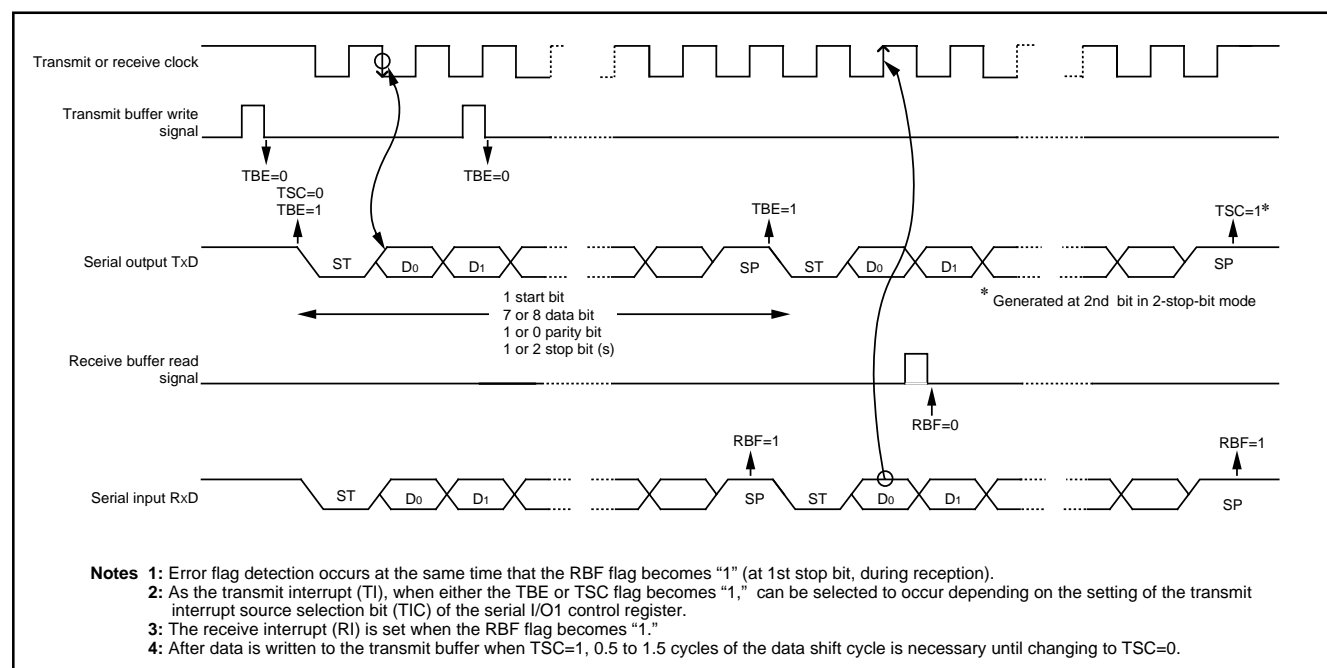 Transmit or receive clock
Transmit buffer write
signal
TBE=0
TBE=0
TSC=0
TBE=1
TBE=1
TSC=1*
Serial output TxD
ST
D0
D1
SP
ST
D0
D1
SP
1 start bit
7 or 8 data bit
1 or 0 parity bit
1 or 2 stop bit (s)
* Generated at 2nd bit in 2-stop-bit mode
Receive buffer read
signal
RBF=0
RBF=1
RBF=1
Serial input RxD
ST
D0
D1
SP
ST
D0
D1
SP
Notes 1: Error flag detection occurs at the same time that the RBF flag becomes “1” (at 1st stop bit, during reception).
2: As the transmit interrupt (TI), when either the TBE or TSC flag becomes “1,” can be selected to occur depending on the setting of the transmit
interrupt source selection bit (TIC) of the serial I/O1 control register.
3: The receive interrupt (RI) is set when the RBF flag becomes “1.”
4: After data is written to the transmit buffer when TSC=1, 0.5 to 1.5 cycles of the data shift cycle is necessary until changing to TSC=0.